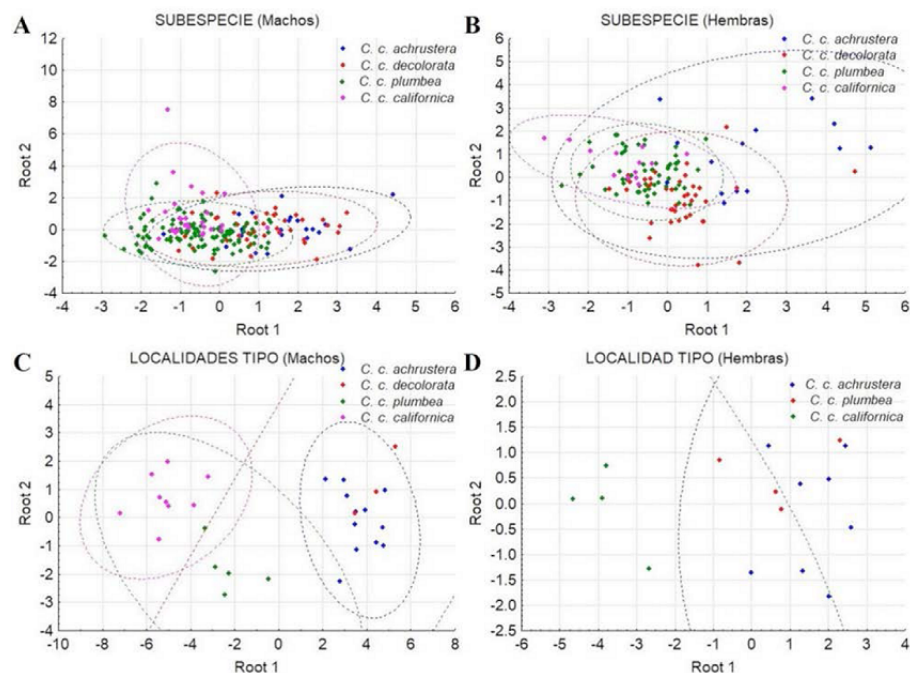 A SUBESPECIE (Machos)
C. c. achrustera
C. c. decolorata
C. c. plumbea
C. c. californica
12
10
8
6
4
2
0
-2
-4
Root 2
-4 -3 -2 -1 0 1 2 3 4 5 6
Root 1
B SUBESPECIE (Hembras)
C. c. achrustera
C. c. decolorata
C. c. plumbea
C. c. californica
6
5
4
3
2
1
0
-1
-2
-3
-4
-5
Root 2
-4 -3 -2 -1 0 1 2 3 4 5 6
Root 1
C LOCALIDADES TIPO (Machos)
C. c. achrustera
C. c. decolorata
C. c. plumbea
C. c. californica
5
4
3
2
1
0
-1
-2
-3
-4
Root 2
-10 -8 -6 -4 -2 0 2 4 6 8
Root 1
D LOCALIDAD TIPO (Hembras)
C. c. achrustera
C. c. plumbea
C. c. californica
2.5
2.0
1.5
1.0
0.5
0.0
-0.5
-1.0
-1.5
-2.0
-2.5
Root 2
-6 -5 -4 -3 -2 -1 0 1 2 3 4
Root 1